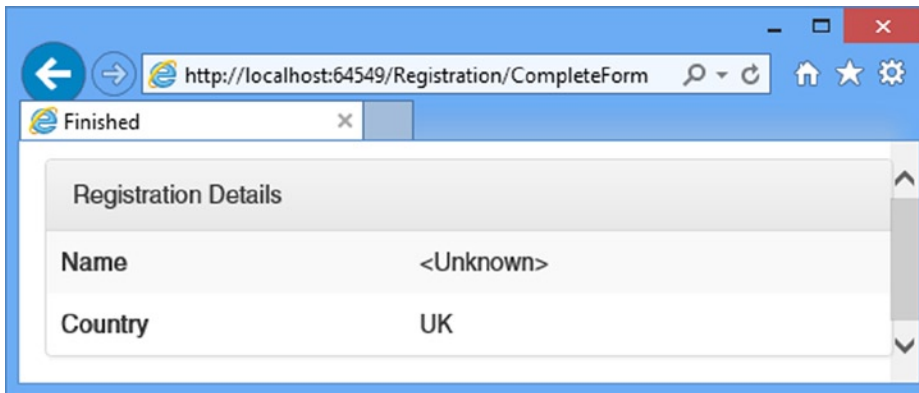 http://localhost:64549/Registration/CompleteForm
Finished
Registration Details
Name <Unknown>
Country UK